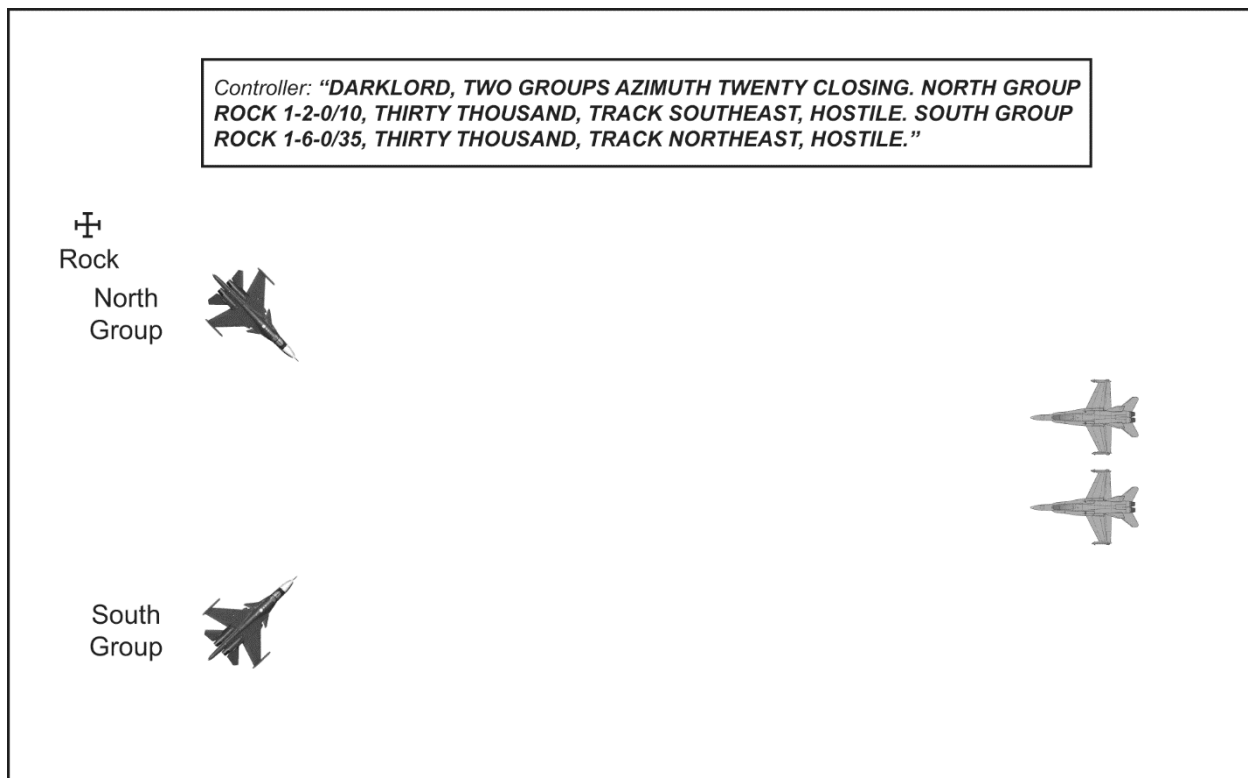 Controller: “DARKLORD, TWO GROUPS AZIMUTH TWENTY CLOSING. NORTH GROUP
ROCK 1-2-0/10, THIRTY THOUSAND, TRACK SOUTHEAST, HOSTILE. SOUTH GROUP
ROCK 1-6-0/35, THIRTY THOUSAND, TRACK NORTHEAST, HOSTILE.”
Rock
North
Group
South
Group